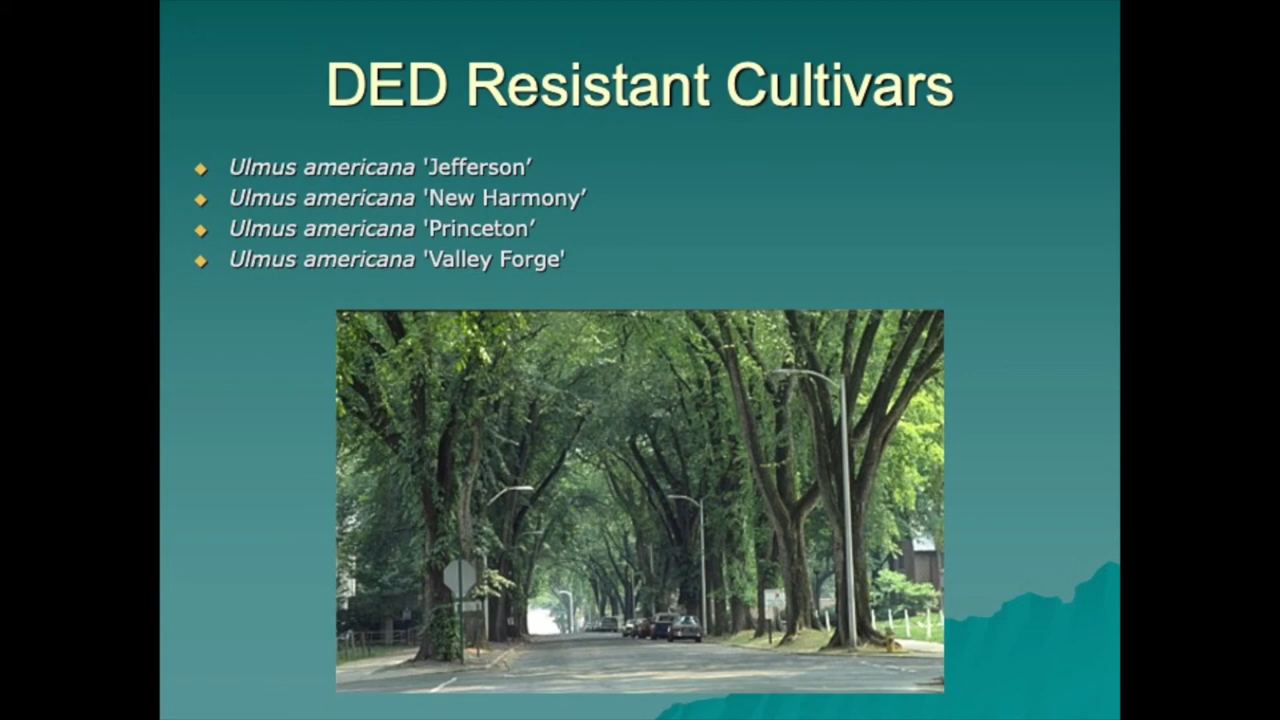 DED Resistant Cultivars
Ulmus americana 'Jefferson’
Ulmus americana 'New Harmony’
Ulmus americana 'Princeton’
Ulmus americana 'Valley Forge'